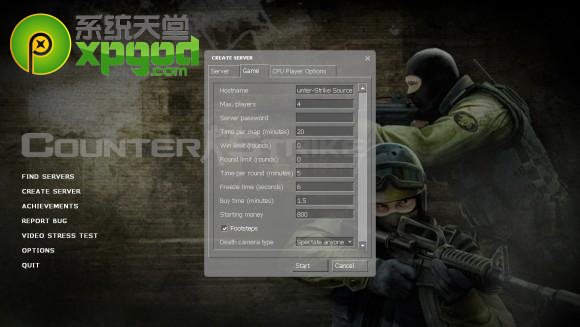 系统天堂
xpgod
.com
CREATE SERVER
Server
Game
CPU Player Options
Hostname
unter-Strike Source
Max. players
4
Server password
Time per map (minutes)
20
Win limit (rounds)
0
Round limit (rounds)
0
Time per round (minutes)
5
Freeze time (seconds)
6
Buy time (minutes)
1.5
Starting money
800
Footsteps
Death camera type
Spectate anyone
Start
Cancel
COUNTER STRIKE
FIND SERVERS
CREATE SERVER
ACHIEVEMENTS
REPORT BUG
VIDEO STRESS TEST
OPTIONS
QUIT